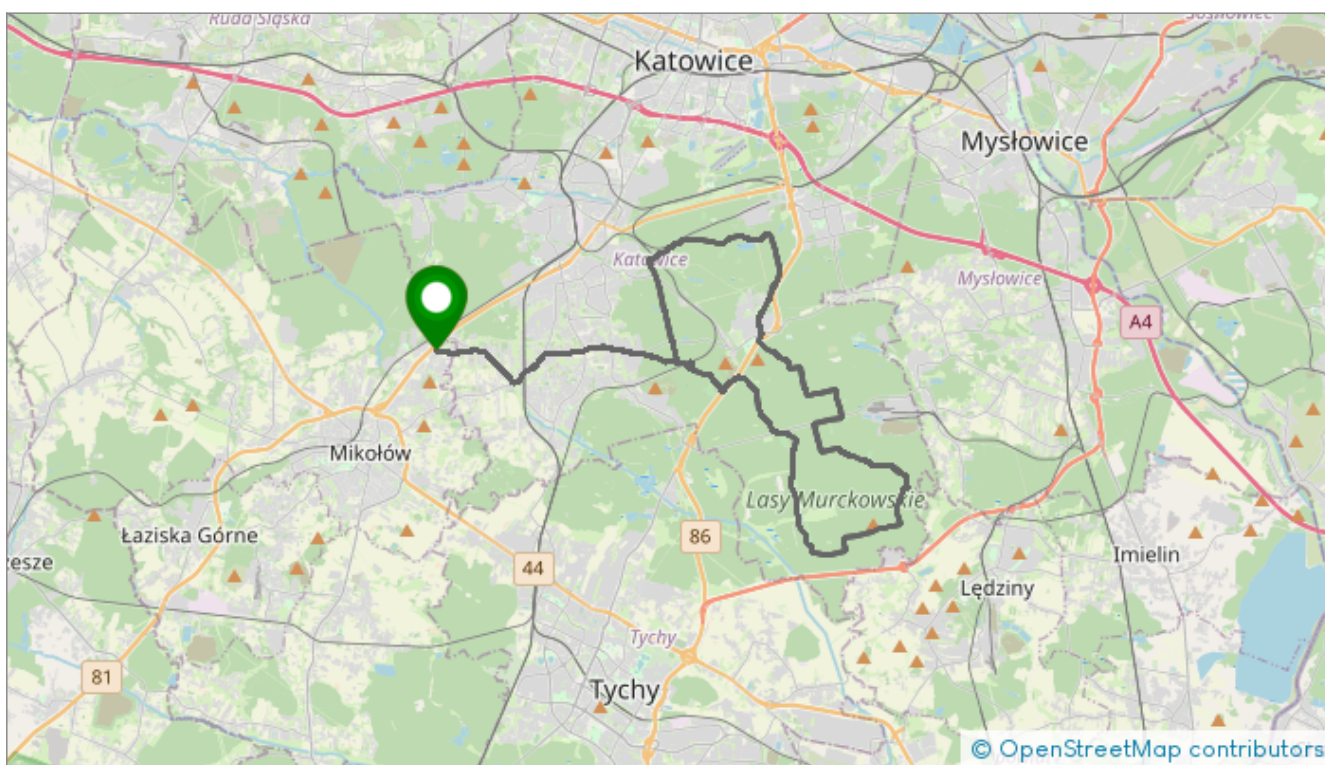 Ruda Śląska
Sosnowiec
Katowice
Mysłowice
Katowice
Mysłowice
A4
Mikołów
Lasy Murckowskie
Łaziska Górne
86
44
Imielin
Lędziny
Tychy
81
Tychy
© OpenStreetMap contributors